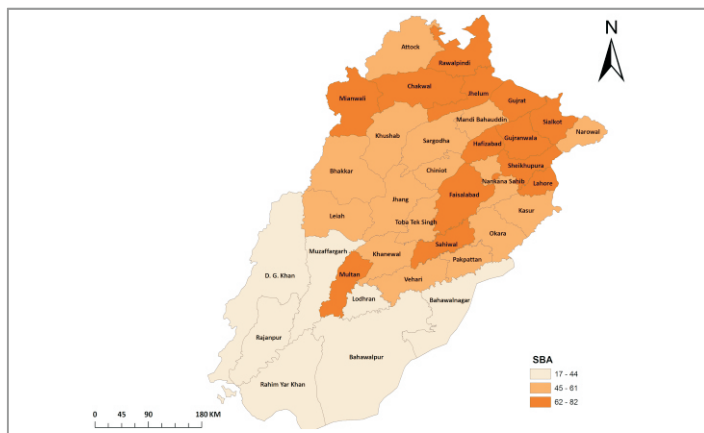 N
Attock
Rawalpindi
Chakwal
Jhelum
Mianwali
Gujrat
Mandi Bahauddin
Sialkot
Khushab
Sargodha
Hafizabad
Gujrenwala
Narowal
Sheikhupura
Bhakkar
Chiniot
Nankana Sahib
Lahore
Faisalabad
Jhang
Kasur
Leiah
Toba Tek Singh
Okara
Sahiwal
Muzaffargarh
Khanewal
Pakpattan
D. G. Khan
Multan
Vehari
Lodhran
Bahawalnagar
Rajanpur
Bahawalpur
Rahim Yar Khan
SBA
17 - 44
45 - 61
62 - 82
0 45 90 180 KM